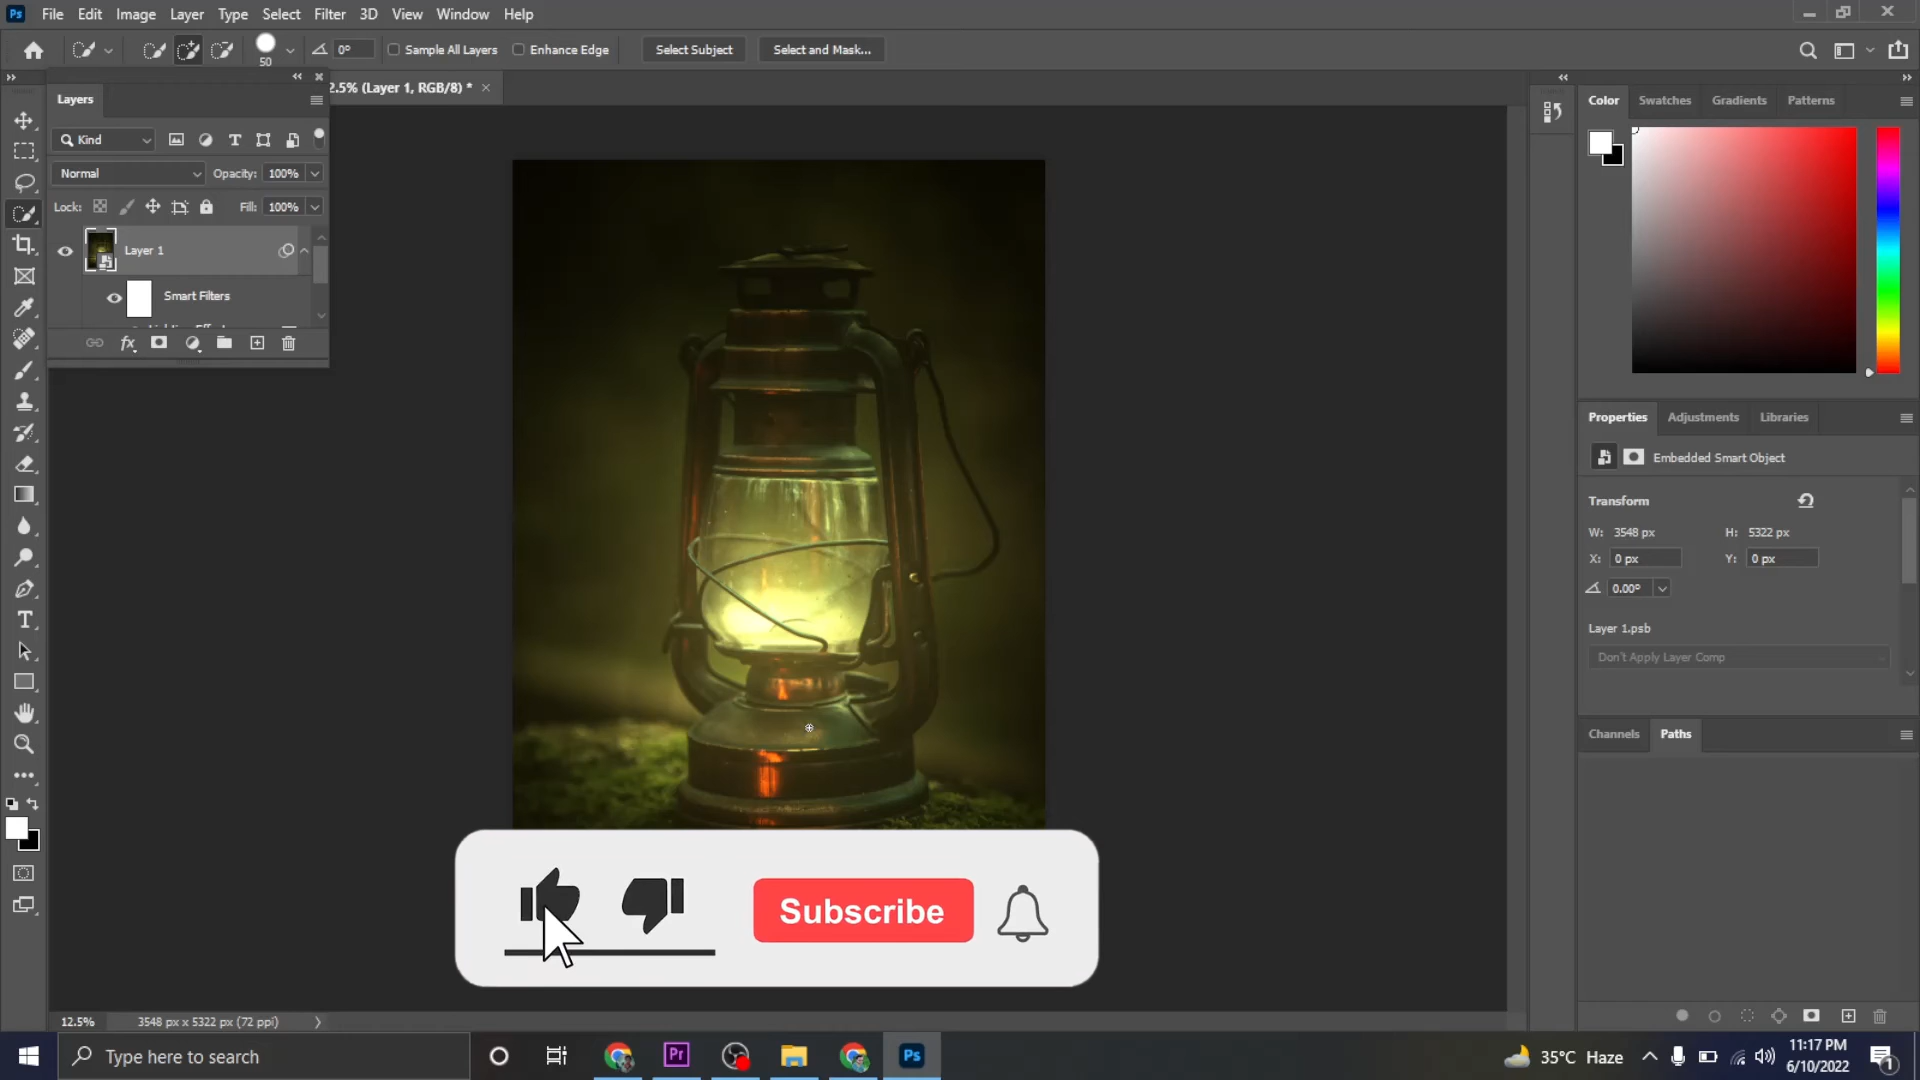 Ps File Edit Image Layer Type Select Filter 3D View Window Help
50 0° Sample All Layers Enhance Edge Select Subject Select and Mask...
2.5% (Layer 1, RGB/8) * ×
Layers
Kind
Normal Opacity: 100%
Lock: Fill: 100%
Layer 1
Smart Filters
Color Swatches Gradients Patterns
Properties Adjustments Libraries
Embedded Smart Object
Transform
W: 3548 px H: 5322 px
X: 0 px Y: 0 px
0.00°
Layer 1.psb
Don't Apply Layer Comp
Channels Paths
Subscribe
12.5% 3548 px x 5322 px (72 ppi)
Type here to search Pr Ps 35°C Haze 11:17 PM
6/10/2022
1